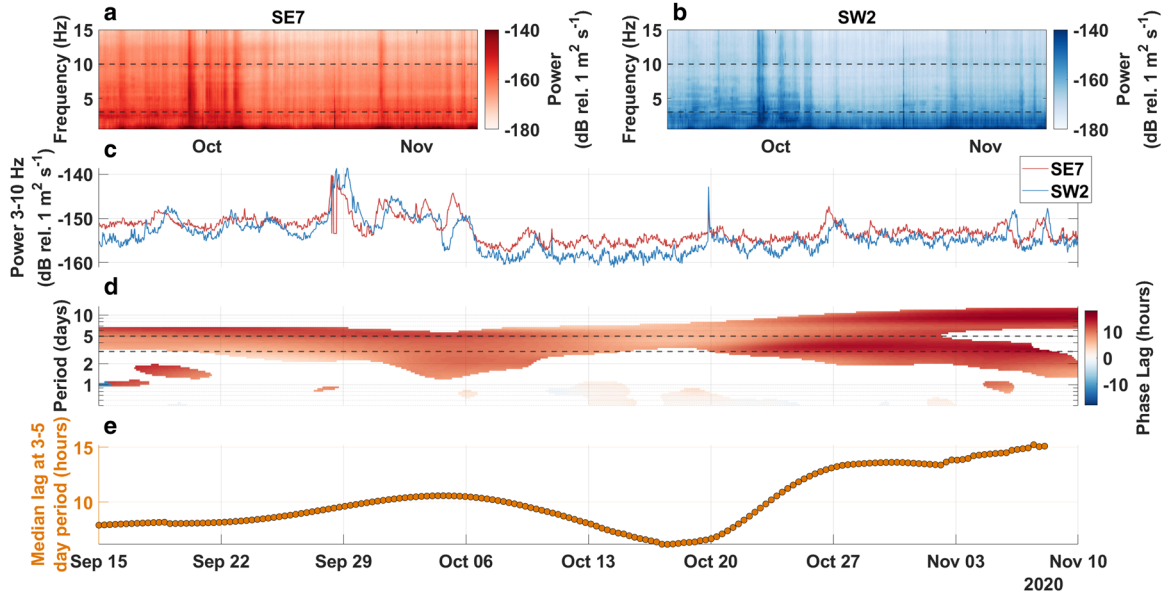 a
SE7
15
10
5
Frequency (Hz)
Oct
Nov
-140
-160
-180
Power
(dB rel. 1 m² s⁻¹)
b
SW2
15
10
5
Frequency (Hz)
Oct
Nov
-140
-160
-180
Power
(dB rel. 1 m² s⁻¹)
c
Power 3-10 Hz
(dB rel. 1 m² s⁻¹)
-140
-150
-160
SE7
SW2
d
Period (days)
10
5
2
1
10
0
-10
Phase Lag (hours)
e
Median lag at 3-5
day period (hours)
15
10
Sep 15
Sep 22
Sep 29
Oct 06
Oct 13
Oct 20
Oct 27
Nov 03
Nov 10
2020